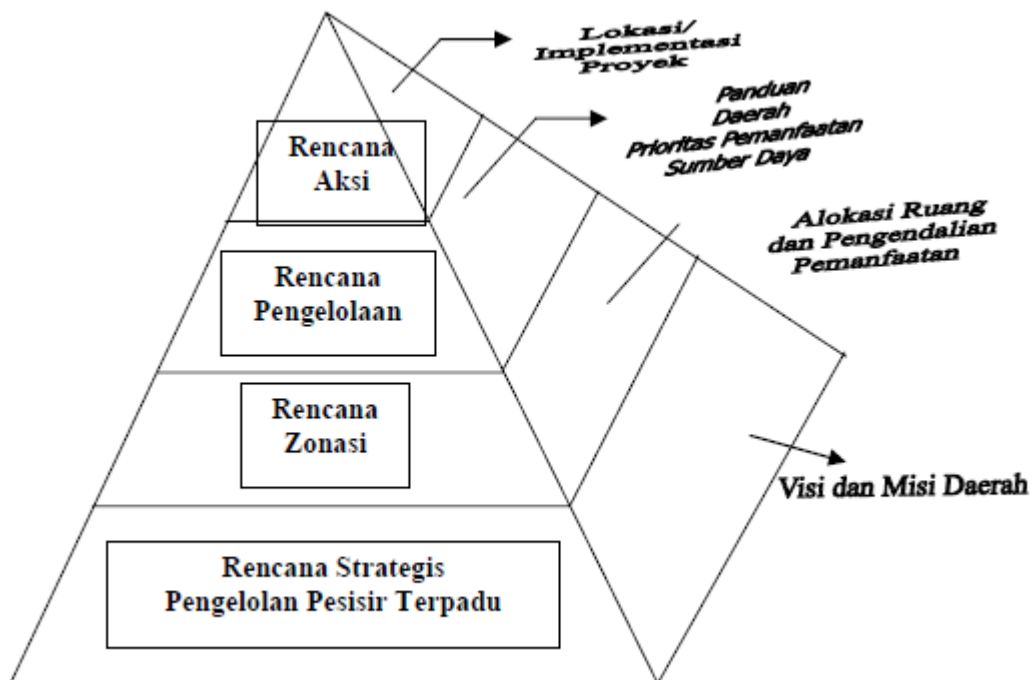 Lokasi/
Implementasi
Proyek
Panduan
Daerah
Prioritas Pemanfaatan
Sumber Daya
Rencana
Aksi
Alokasi Ruang
dan Pengendalian
Pemanfaatan
Rencana
Pengelolaan
Rencana
Zonasi
Visi dan Misi Daerah
Rencana Strategis
Pengelolan Pesisir Terpadu